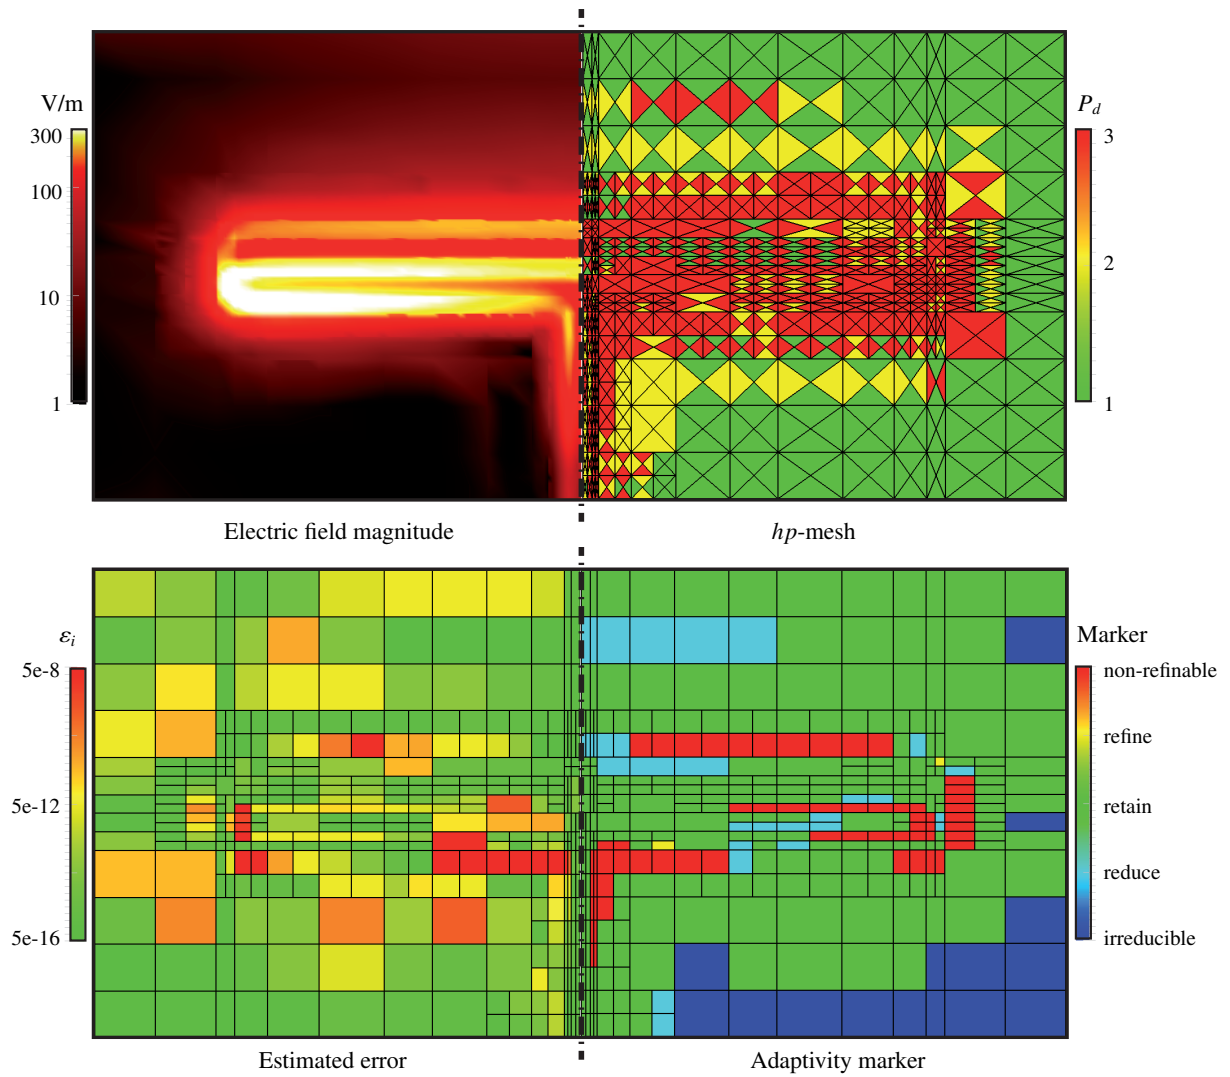 V/m
300
100
10
1
P_d
3
2
1
Electric field magnitude
hp-mesh
ε_i
5e-8
5e-12
5e-16
Marker
non-refinable
refine
retain
reduce
irreducible
Estimated error
Adaptivity marker